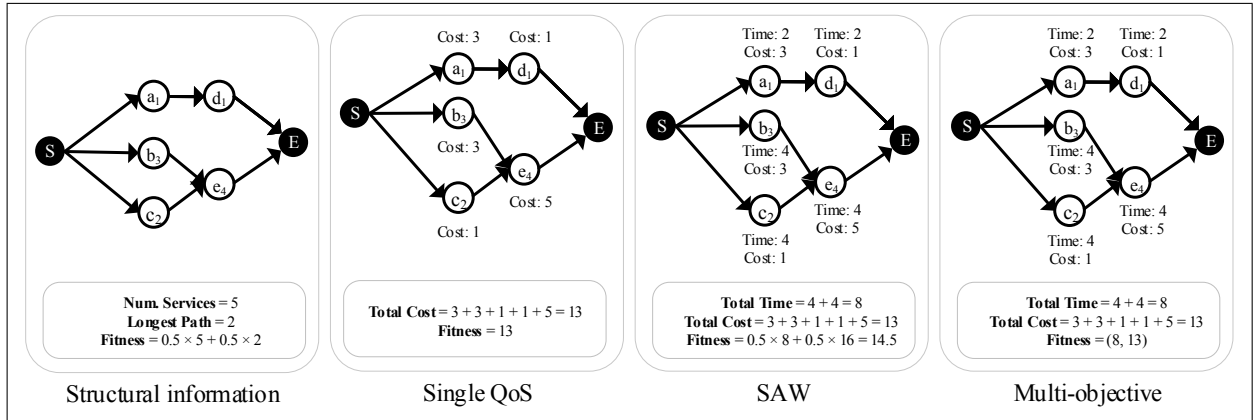 S
a1
d1
b3
c2
e4
E
Num. Services = 5
Longest Path = 2
Fitness = 0.5 × 5 + 0.5 × 2
Structural information
Cost: 3
Cost: 1
a1
d1
S
b3
E
Cost: 3
e4
c2
Cost: 5
Cost: 1
Total Cost = 3 + 3 + 1 + 1 + 5 = 13
Fitness = 13
Single QoS
Time: 2
Cost: 3
Time: 2
Cost: 1
a1
d1
S
b3
E
Time: 4
Cost: 3
e4
c2
Time: 4
Cost: 5
Time: 4
Cost: 1
Total Time = 4 + 4 = 8
Total Cost = 3 + 3 + 1 + 1 + 5 = 13
Fitness = 0.5 × 8 + 0.5 × 16 = 14.5
SAW
Time: 2
Cost: 3
Time: 2
Cost: 1
a1
d1
S
b3
E
Time: 4
Cost: 3
e4
c2
Time: 4
Cost: 5
Time: 4
Cost: 1
Total Time = 4 + 4 = 8
Total Cost = 3 + 3 + 1 + 1 + 5 = 13
Fitness = (8, 13)
Multi-objective